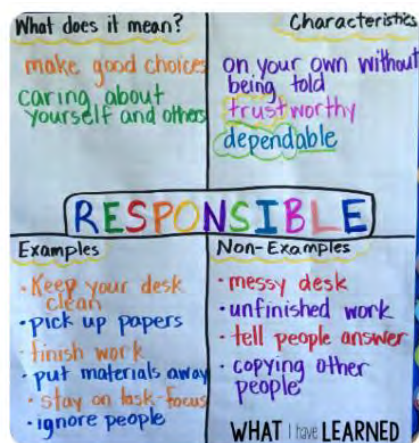 What does it mean?
make good choices
caring about
yourself and others
Characteristics
on your own without
being told
trustworthy
dependable
RESPONSIBLE
Examples
• Keep your desk
clean
• pick up papers
• finish work
• put materials away
• stay on task-focus
• ignore people
Non-Examples
• messy desk
• unfinished work
• tell people answer
• copying other
people
WHAT I have LEARNED